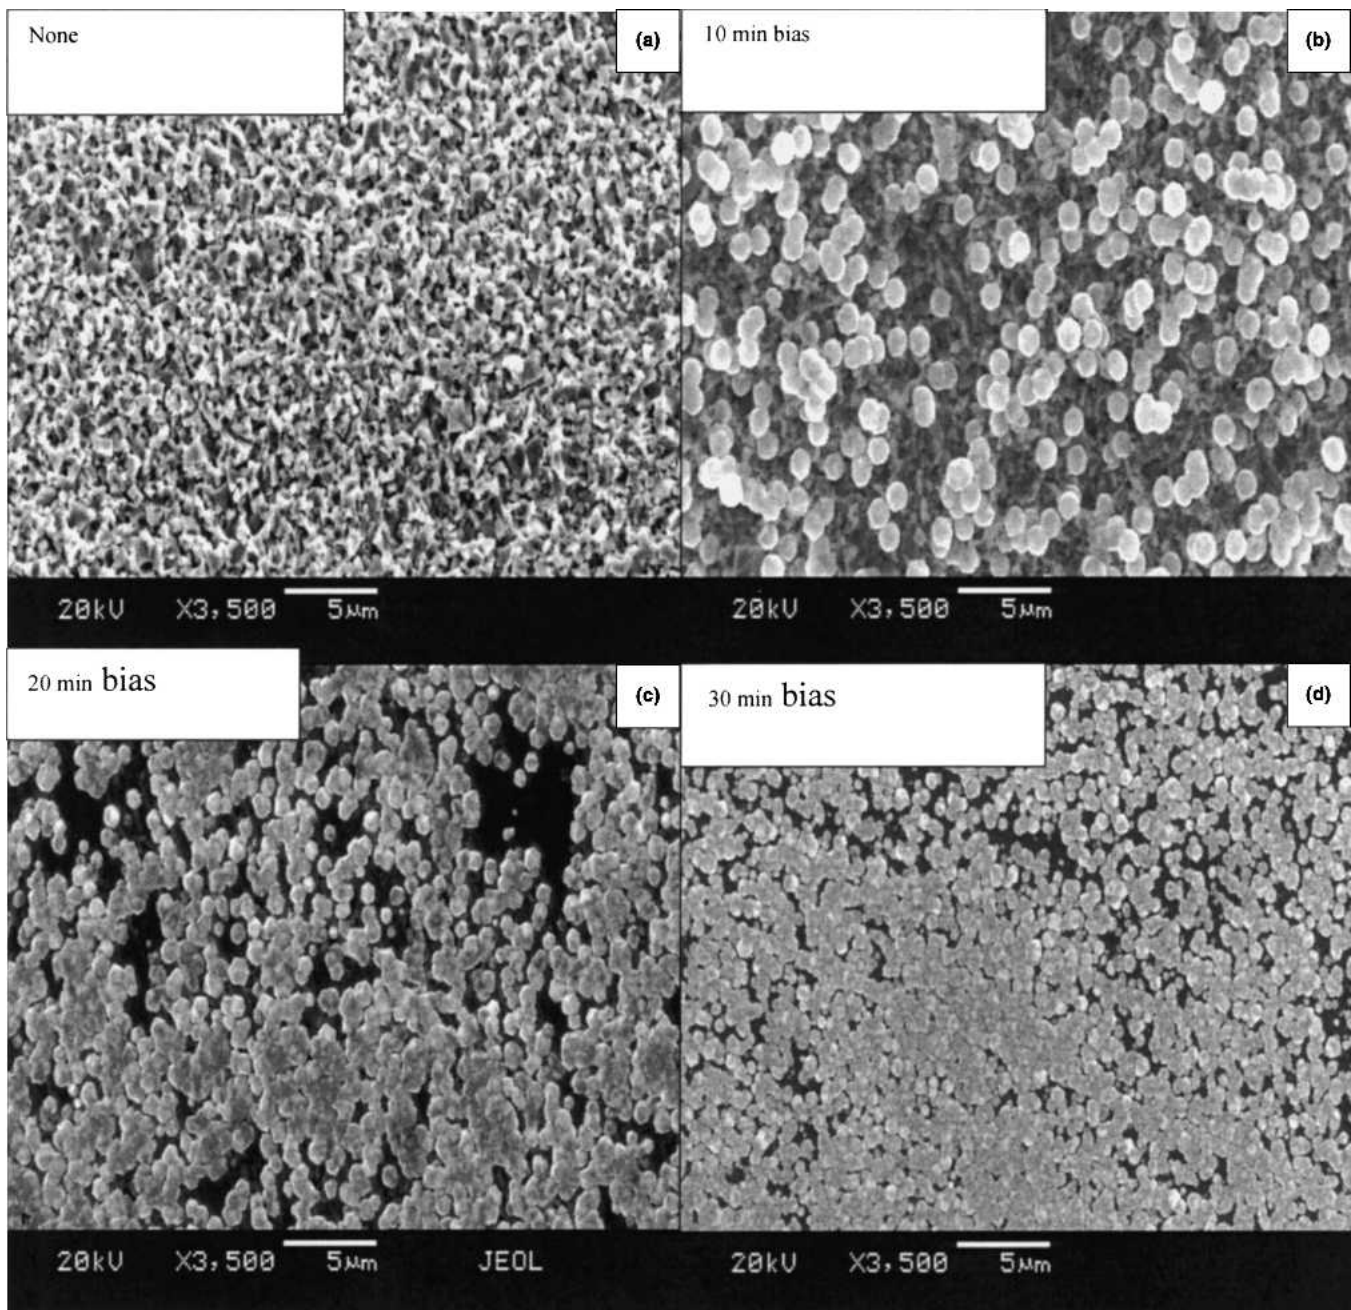 None
(a)
10 min bias
(b)
20kV X3,500 5μm
20kV X3,500 5μm
20 min bias
(c)
30 min bias
(d)
20kV X3,500 5μm JEOL
20kV X3,500 5μm